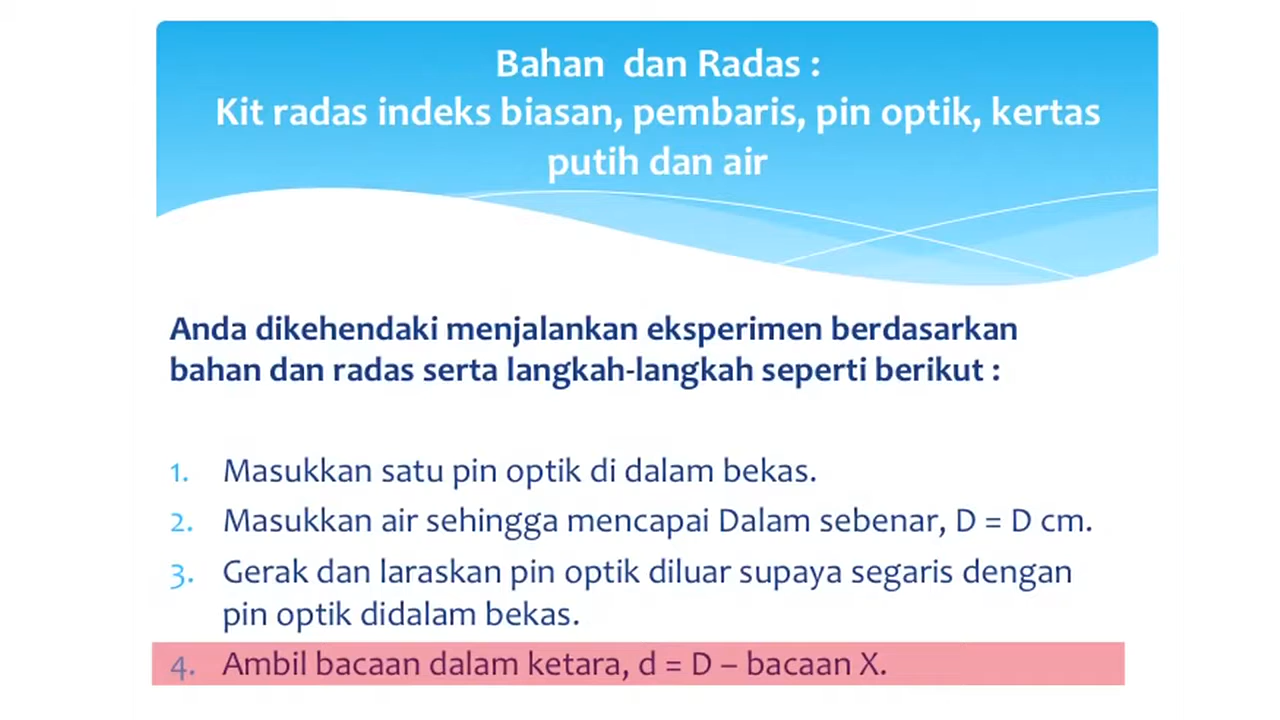 Bahan dan Radas :
Kit radas indeks biasan, pembaris, pin optik, kertas
putih dan air
Anda dikehendaki menjalankan eksperimen berdasarkan
bahan dan radas serta langkah-langkah seperti berikut :
1. Masukkan satu pin optik di dalam bekas.
2. Masukkan air sehingga mencapai Dalam sebenar, D = D cm.
3. Gerak dan laraskan pin optik diluar supaya segaris dengan
pin optik didalam bekas.
4. Ambil bacaan dalam ketara, d = D – bacaan X.